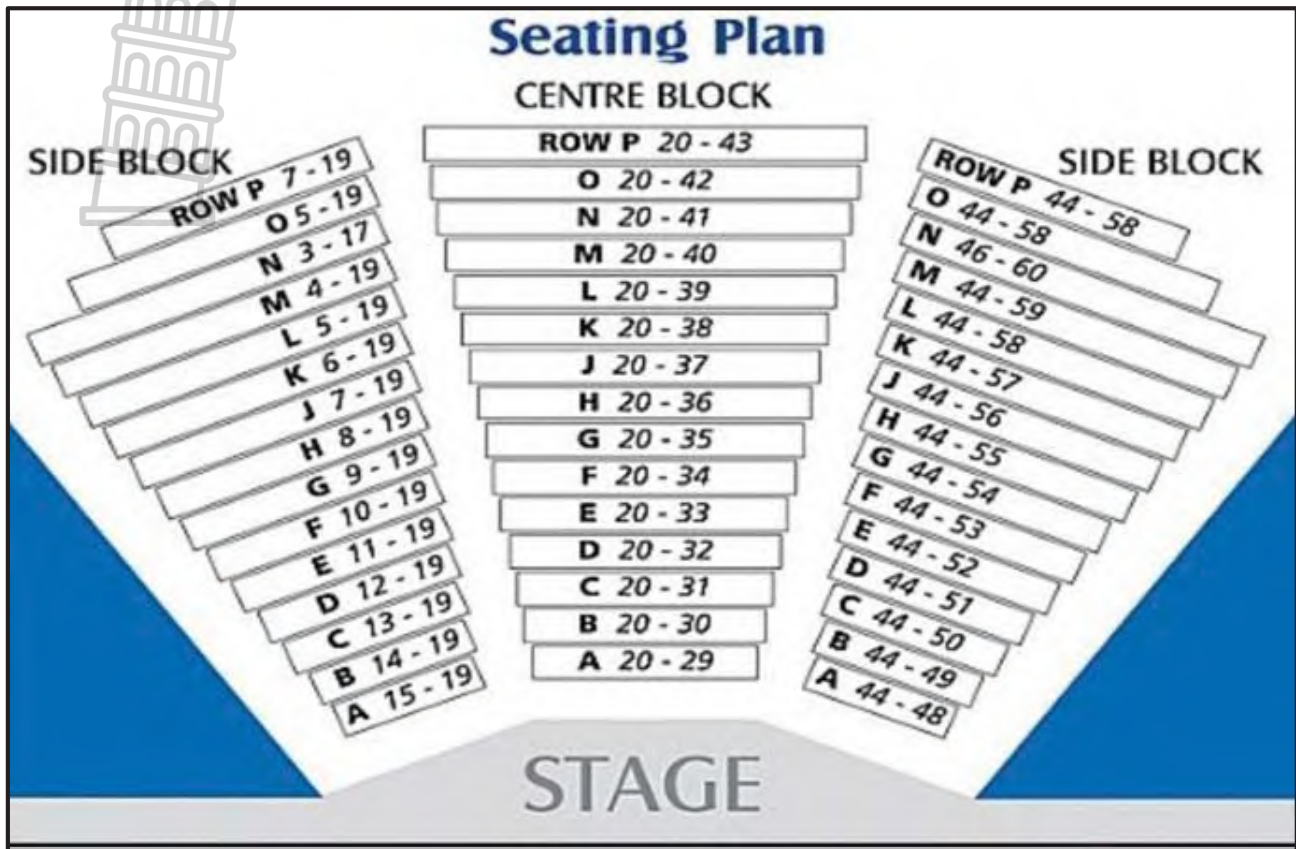 Seating Plan
CENTRE BLOCK
SIDE BLOCK
ROW P 7 - 19
O 5 - 19
N 3 - 17
M 4 - 19
L 5 - 19
K 6 - 19
J 7 - 19
H 8 - 19
G 9 - 19
F 10 - 19
E 11 - 19
D 12 - 19
C 13 - 19
B 14 - 19
A 15 - 19
ROW P 20 - 43
O 20 - 42
N 20 - 41
M 20 - 40
L 20 - 39
K 20 - 38
J 20 - 37
H 20 - 36
G 20 - 35
F 20 - 34
E 20 - 33
D 20 - 32
C 20 - 31
B 20 - 30
A 20 - 29
SIDE BLOCK
ROW P 44 - 58
O 44 - 58
N 46 - 60
M 44 - 59
L 44 - 58
K 44 - 57
J 44 - 56
H 44 - 55
G 44 - 54
F 44 - 53
E 44 - 52
D 44 - 51
C 44 - 50
B 44 - 49
A 44 - 48
STAGE